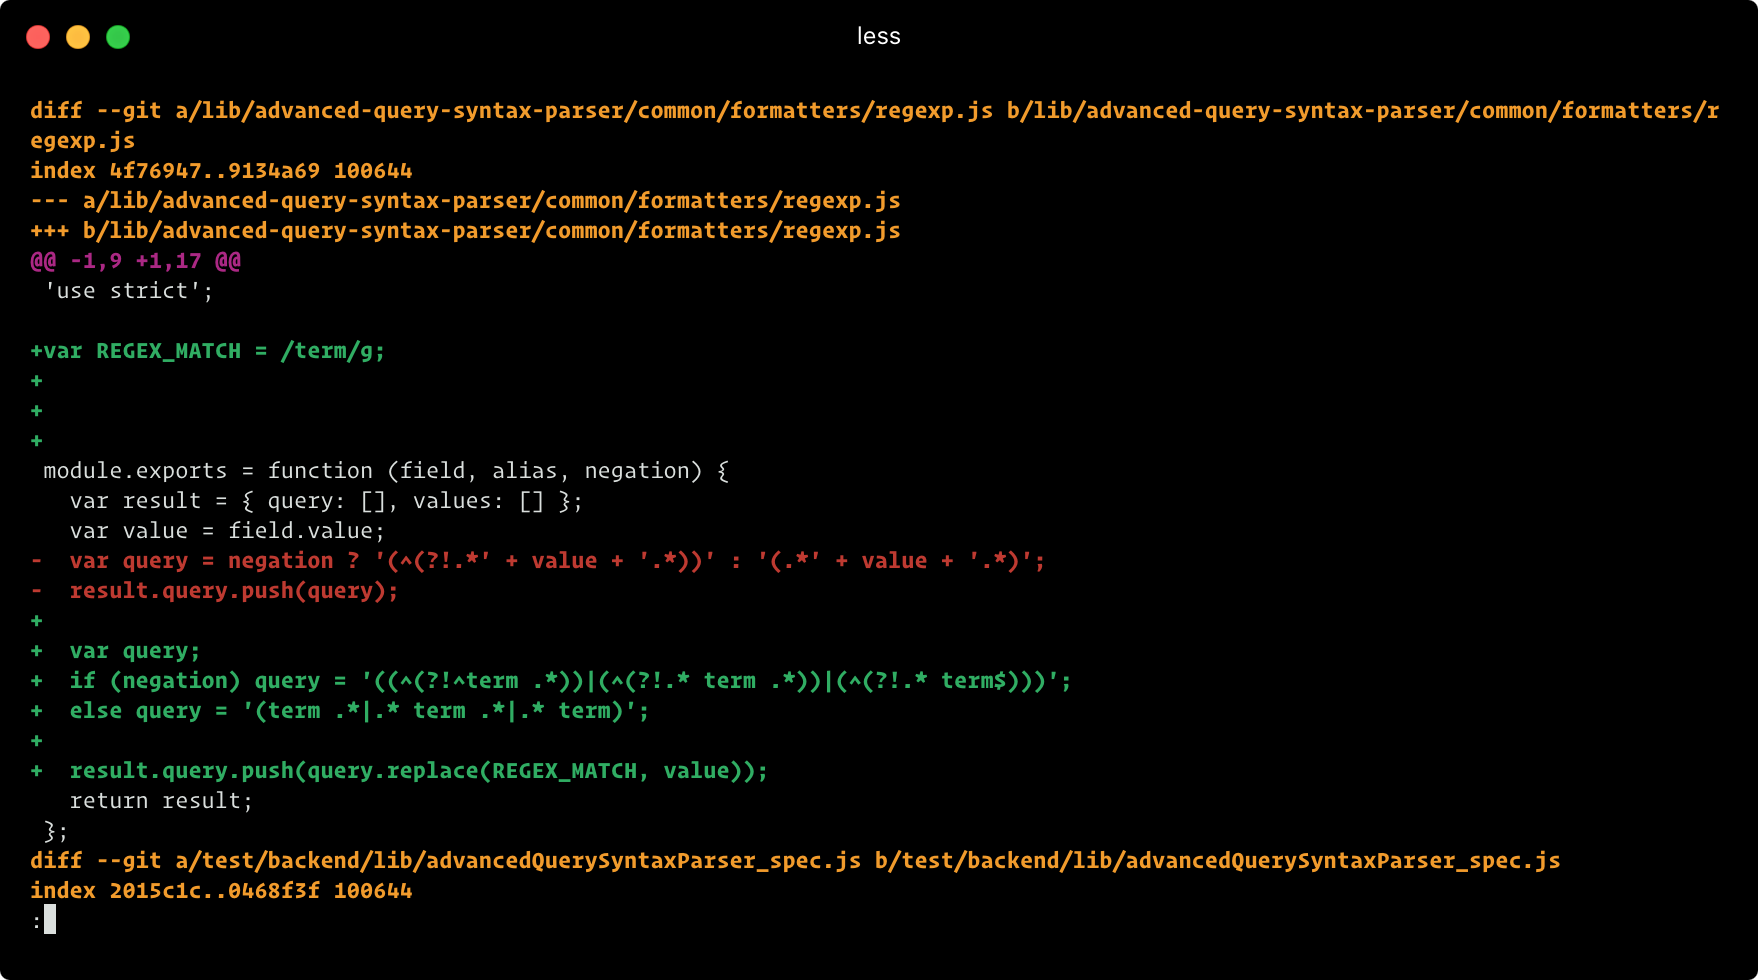 less
diff --git a/lib/advanced-query-syntax-parser/common/formatters/regexp.js b/lib/advanced-query-syntax-parser/common/formatters/r
egexp.js
index 4f76947..9134a69 100644
--- a/lib/advanced-query-syntax-parser/common/formatters/regexp.js
+++ b/lib/advanced-query-syntax-parser/common/formatters/regexp.js
@@ -1,9 +1,17 @@
 'use strict';

+var REGEX_MATCH = /term/g;
+
+
+
 module.exports = function (field, alias, negation) {
   var result = { query: [], values: [] };
   var value = field.value;
-  var query = negation ? '(^(?!.*' + value + '.*))' : '(.*' + value + '.*)';
-  result.query.push(query);
+
+  var query;
+  if (negation) query = '((^(?!^term .*))|(^(?!.* term .*))|(^(?!.* term$)))';
+  else query = '(term .*|.* term .*|.* term)';
+
+  result.query.push(query.replace(REGEX_MATCH, value));
   return result;
 };
diff --git a/test/backend/lib/advancedQuerySyntaxParser_spec.js b/test/backend/lib/advancedQuerySyntaxParser_spec.js
index 2015c1c..0468f3f 100644
: